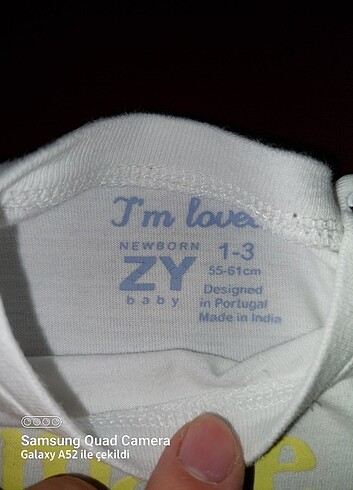 I'm love
NEWBORN
ZY
baby
1-3
55-61cm
Designed
in Portugal
Made in India
Samsung Quad Camera
Galaxy A52 ile çekildi